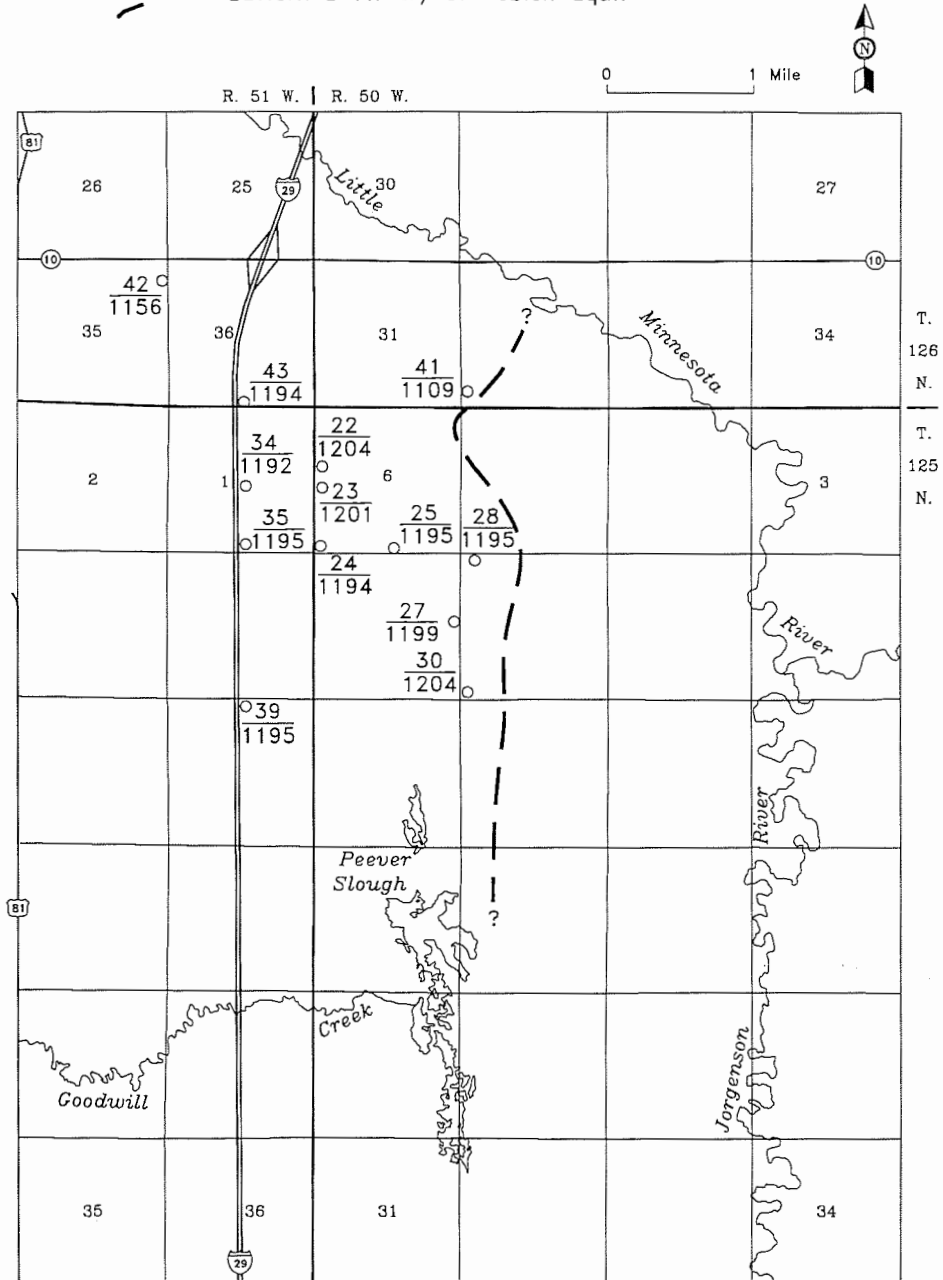 0 1 Mile
N
R. 51 W. R. 50 W.
81
26 25 29 30 27
Little
10 10
42
1156
35 36 31 34
Minnesota
T.
126
N.
?
43
1194
41
1109
T.
125
N.
22
1204
34
1192
2 1 6 3
23
1201
35
1195
25
1195
28
1195
24
1194
27
1199
River
30
1204
39
1195
River
Peever
Slough
81
?
Creek
Goodwill
Jorgenson
35 36 31 34
29